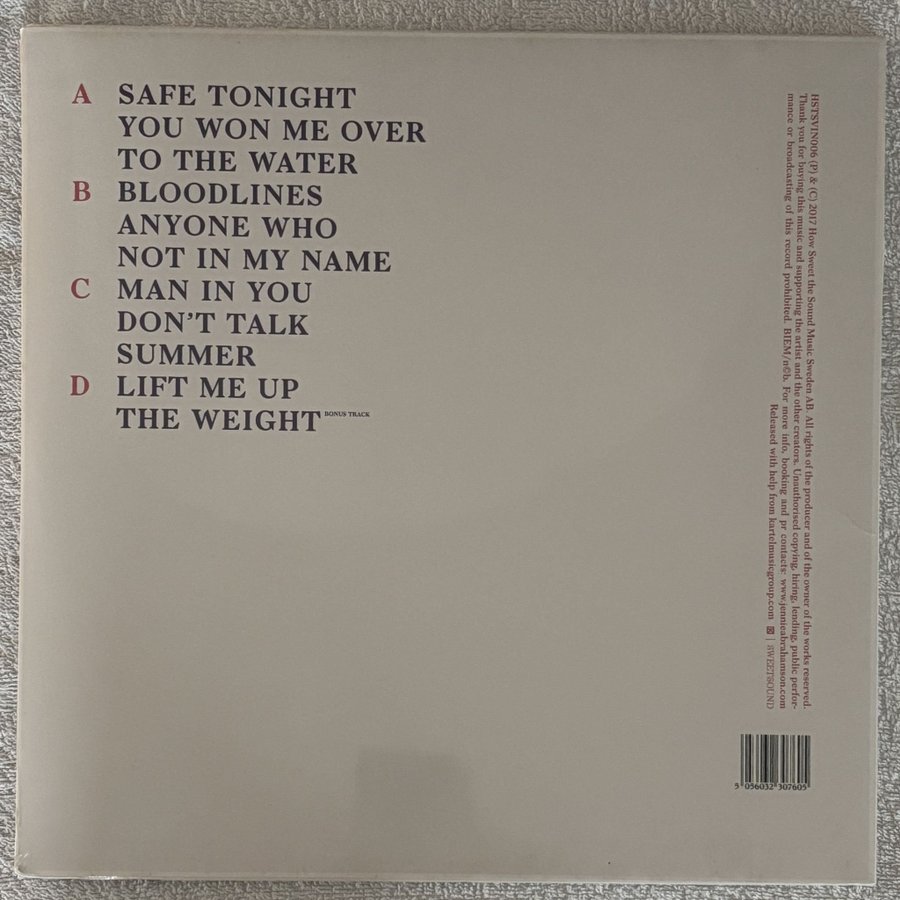 A SAFE TONIGHT
YOU WON ME OVER
TO THE WATER
B BLOODLINES
ANYONE WHO
NOT IN MY NAME
C MAN IN YOU
DON'T TALK
SUMMER
D LIFT ME UP
THE WEIGHT BONUS TRACK
HSTSVIN006 (P) & (C) 2017 How Sweet the Sound Music Sweden AB. All rights of the producer and of the owner of the works reserved.
Thank you for buying this music and supporting the artist and the other creators. Unauthorised copying, hiring, lending, public perfor-
mance or broadcasting of this record prohibited. BIEM/n©b. For more info, booking and pr contacts: www.jennieabrahamson.com
Released with help from kartelmusicgroup.com | SWEETSOUND
5 056032 307605